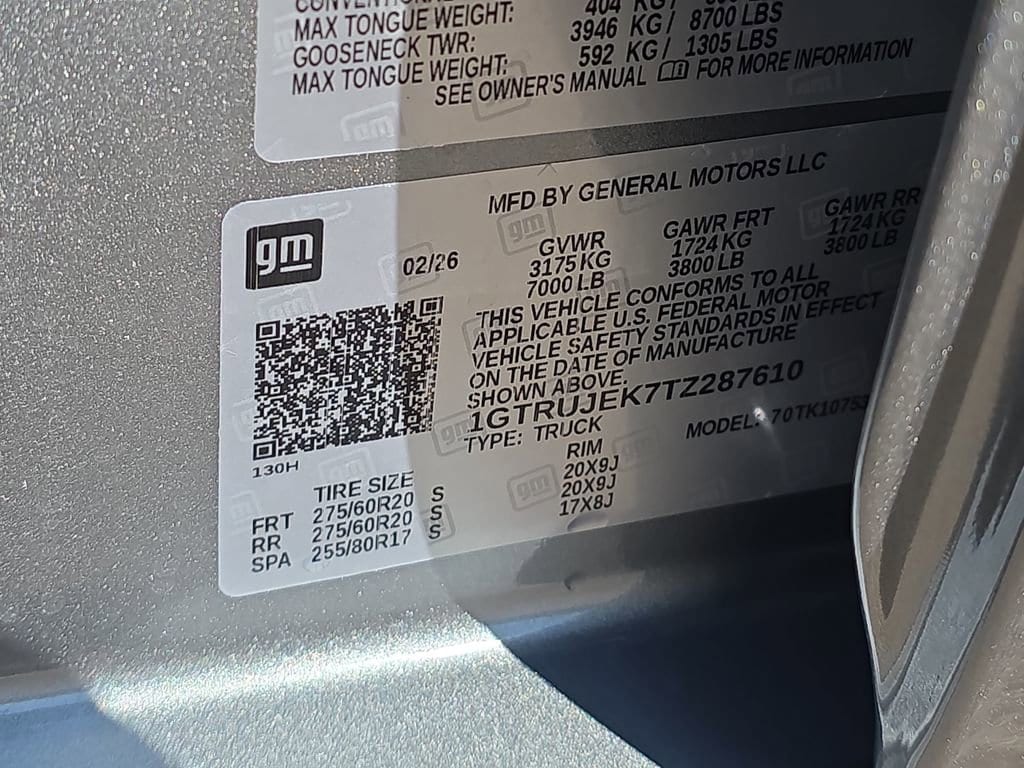 404 KG/
MAX TONGUE WEIGHT: 3946 KG/ 8700 LBS
GOOSENECK TWR: 592 KG/ 1305 LBS
MAX TONGUE WEIGHT:
SEE OWNER'S MANUAL FOR MORE INFORMATION
MFD BY GENERAL MOTORS LLC
gm
02/26
GVWR GAWR FRT GAWR RR
3175 KG 1724 KG 1724 KG
7000 LB 3800 LB 3800 LB
THIS VEHICLE CONFORMS TO ALL
APPLICABLE U.S. FEDERAL MOTOR
VEHICLE SAFETY STANDARDS IN EFFECT
ON THE DATE OF MANUFACTURE
SHOWN ABOVE.
1GTRUJEK7TZ287610
TYPE: TRUCK MODEL: 70TK10753
130H
TIRE SIZE RIM
FRT 275/60R20 S 20X9J
RR 275/60R20 S 20X9J
SPA 255/80R17 S 17X8J